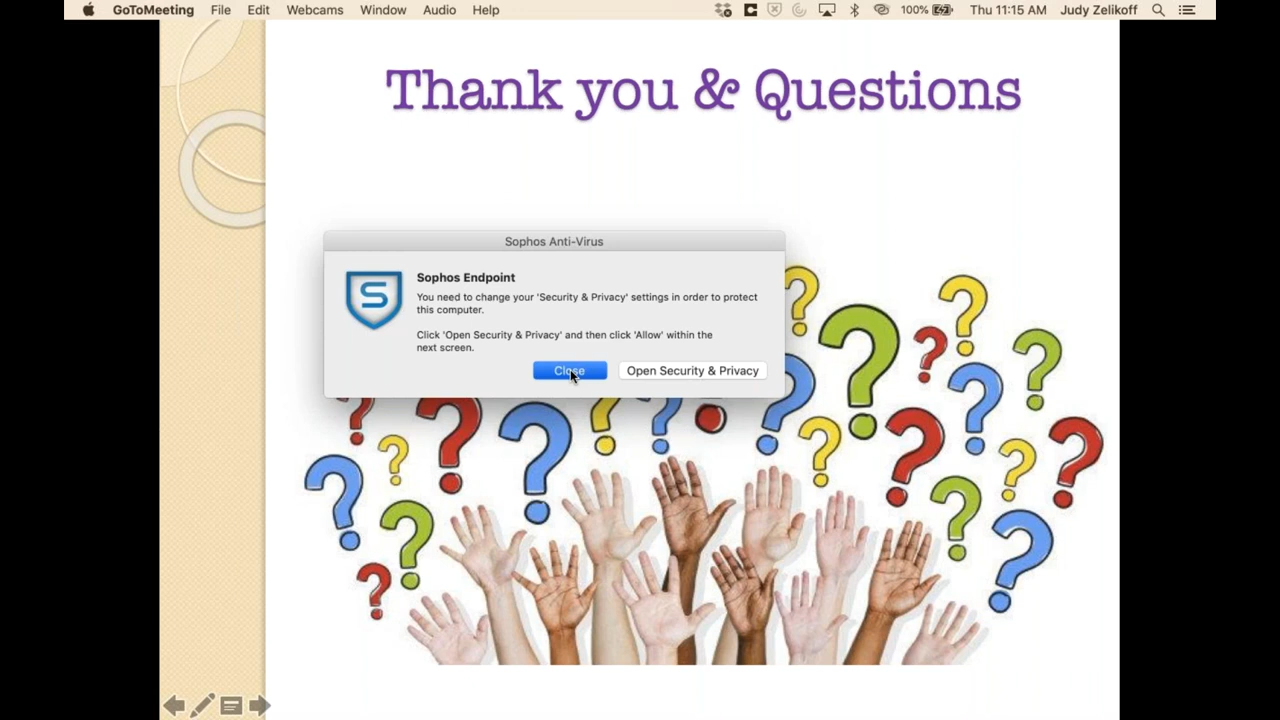 GoToMeeting File Edit Webcams Window Audio Help 100% Thu 11:15 AM Judy Zelikoff
Thank you & Questions
Sophos Anti-Virus
Sophos Endpoint
You need to change your 'Security & Privacy' settings in order to protect
this computer.
Click 'Open Security & Privacy' and then click 'Allow' within the
next screen.
Close Open Security & Privacy